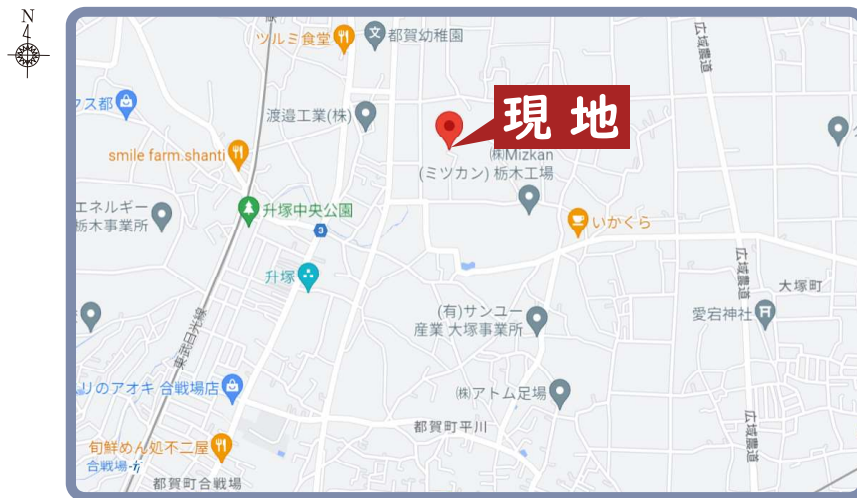 N
ツルミ食堂
都賀幼稚園
広域農道
クス都
渡邉工業(株)
現地
smile farm.shanti
㈱Mizkan
(ミツカン) 栃木工場
エネルギー
栃木事業所
升塚中央公園
3
いかくら
升塚
広域農道
大塚町
(有)サンユー
産業 大塚事業所
愛宕神社
東武日光線
リのアオキ 合戦場店
㈱アトム足場
都賀町平川
広域農道
旬鮮めん処不二屋
合戦場
都賀町合戦場